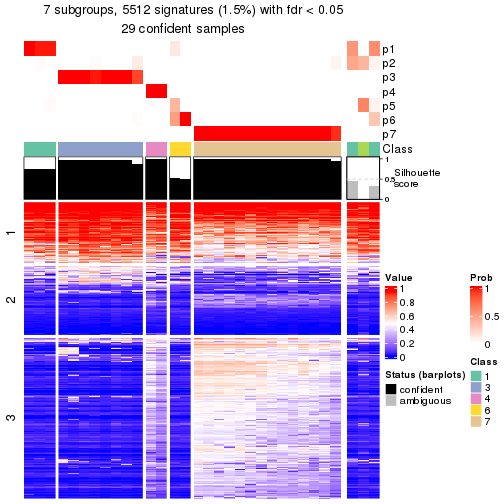 7 subgroups, 5512 signatures (1.5%) with fdr < 0.05
29 confident samples
p1
p2
p3
p4
p5
p6
p7
Class
1
0.5
0
Silhouette
score
1
2
3
Value
1
0.8
0.6
0.4
0.2
0
Prob
1
0.5
0
Status (barplots)
confident
ambiguous
Class
1
3
4
6
7